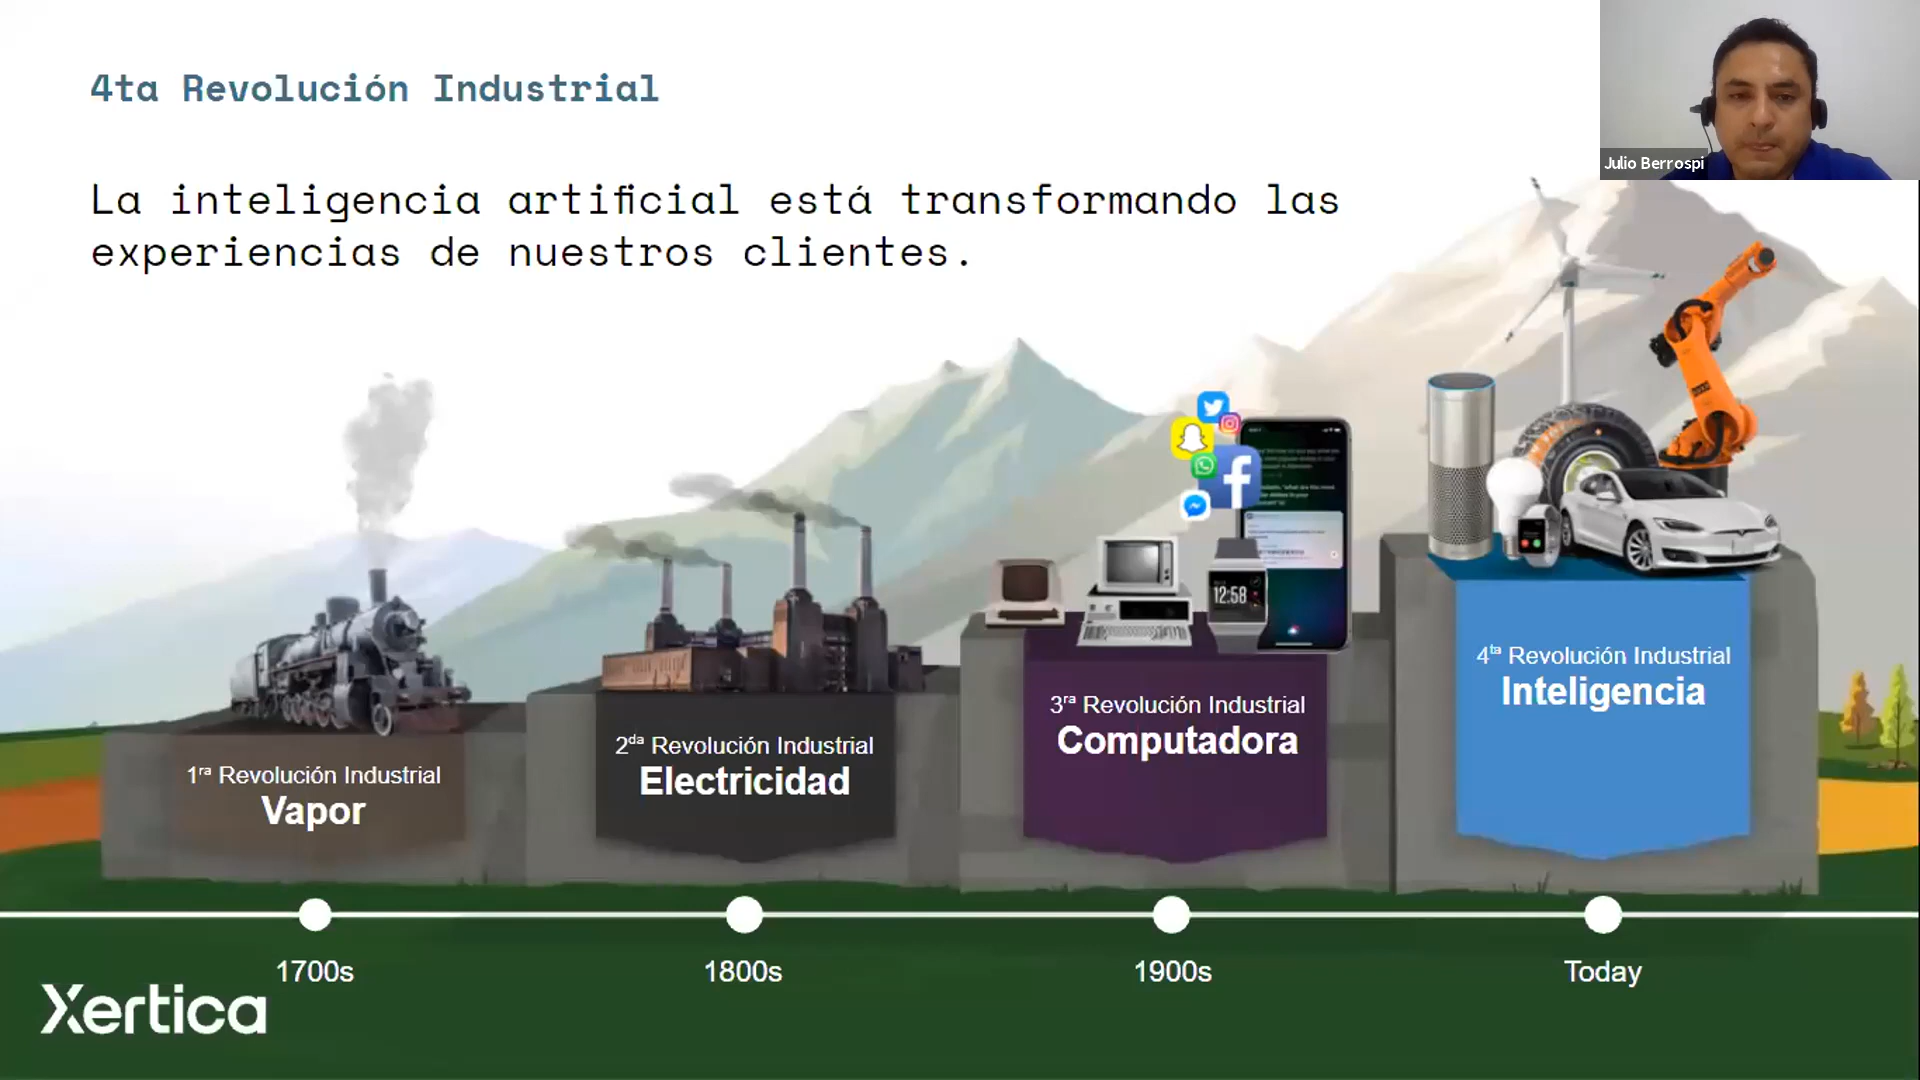 4ta Revolución Industrial
Julio Berrospi
La inteligencia artificial está transformando las
experiencias de nuestros clientes.
12:58
4ta Revolución Industrial
Inteligencia
3ra Revolución Industrial
Computadora
2da Revolución Industrial
Electricidad
1ra Revolución Industrial
Vapor
1700s
1800s
1900s
Today
Xertica